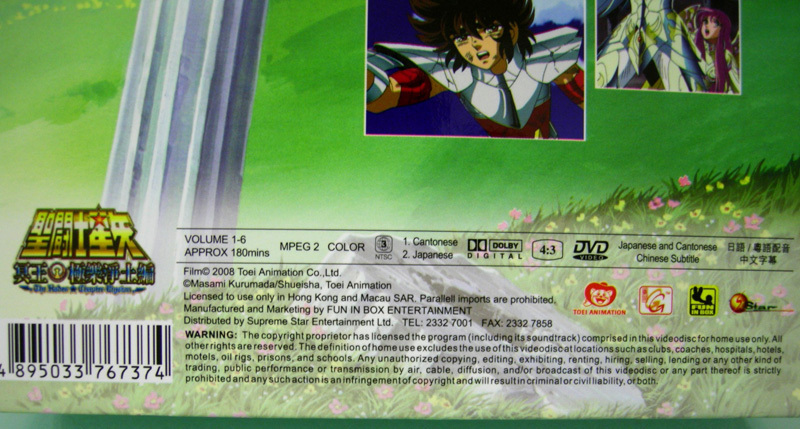 聖闘士星矢
冥王 極樂淨土編
The Hades Chapter Elysion
VOLUME 1-6
APPROX 180mins
MPEG 2 COLOR
3
NTSC
1. Cantonese
2. Japanese
DOLBY
DIGITAL
4:3
DVD
VIDEO
Japanese and Cantonese
Chinese Subtitle
日語/粵語配音
中文字幕
Film© 2008 Toei Animation Co.,Ltd.
©Masami Kurumada/Shueisha, Toei Animation
Licensed to use only in Hong Kong and Macau SAR. Parallell imports are prohibited.
Manufactured and Marketing by FUN IN BOX ENTERTAINMENT
Distributed by Supreme Star Entertainment Ltd. TEL: 2332 7001 FAX: 2332 7858
TOEI ANIMATION
FUN
IN BOX
Star
WARNING: The copyright proprietor has licensed the program (including its soundtrack) comprised in this videodisc for home use only. All
other rights are reserved. The definition of home use excludes the use of this videodisc at locations such as clubs, coaches, hospitals, hotels,
motels, oil rigs, prisons, and schools. Any unauthorized copying, editing, exhibiting, renting, hiring, selling, lending or any other kind of
trading, public performance or transmission by air, cable, diffusion, and/or broadcast of this videodisc or any part thereof is strictly
prohibited and any such action is an infringement of copyright and will result in criminal or civil liability, or both.
4 895033 767374